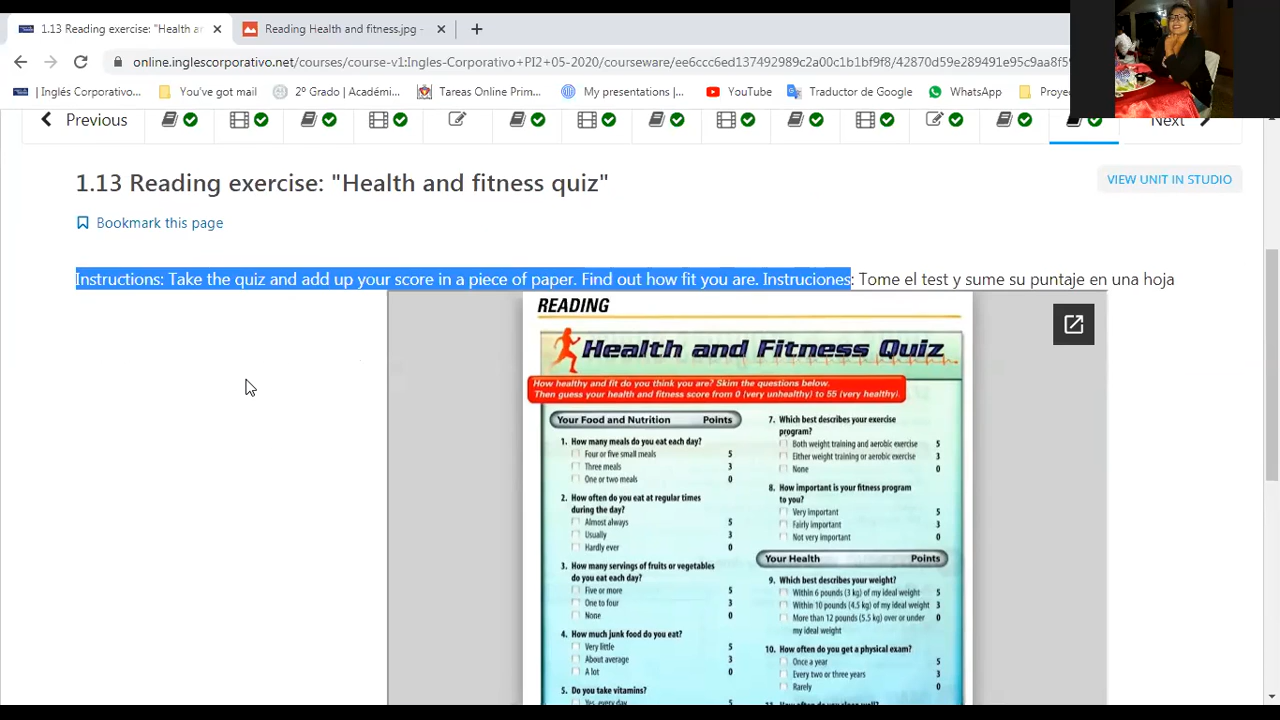 1.13 Reading exercise: "Health ar
Reading Health and fitness.jpg -
online.inglescorporativo.net/courses/course-v1:Ingles-Corporativo+PI2+05-2020/courseware/ee6ccc6ed137492989c2a00c1b1bf9f8/42870d59e289491e95c9aa8f59
| Inglés Corporativo...
You've got mail
2º Grado | Académi...
Tareas Online Prim...
My presentations |...
YouTube
Traductor de Google
WhatsApp
Proye
Previous
Next
1.13 Reading exercise: "Health and fitness quiz"
VIEW UNIT IN STUDIO
Bookmark this page
Instructions: Take the quiz and add up your score in a piece of paper. Find out how fit you are. Instruciones: Tome el test y sume su puntaje en una hoja
READING
Health and Fitness Quiz
How healthy and fit do you think you are? Skim the questions below.
Then guess your health and fitness score from 0 (very unhealthy) to 55 (very healthy).
Your Food and Nutrition Points
1. How many meals do you eat each day?
Four or five small meals 5
Three meals 3
One or two meals 0
2. How often do you eat at regular times
during the day?
Almost always 5
Usually 3
Hardly ever 0
3. How many servings of fruits or vegetables
do you eat each day?
Five or more 5
One to four 3
None 0
4. How much junk food do you eat?
Very little 5
About average 3
A lot 0
5. Do you take vitamins?
Yes, every day 5
7. Which best describes your exercise
program?
Both weight training and aerobic exercise 5
Either weight training or aerobic exercise 3
None 0
8. How important is your fitness program
to you?
Very important 5
Fairly important 3
Not very important 0
Your Health Points
9. Which best describes your weight?
Within 6 pounds (3 kg) of my ideal weight 5
Within 10 pounds (4.5 kg) of my ideal weight 3
More than 12 pounds (5.5 kg) over or under 0
my ideal weight
10. How often do you get a physical exam?
Once a year 5
Every two or three years 3
Rarely 0